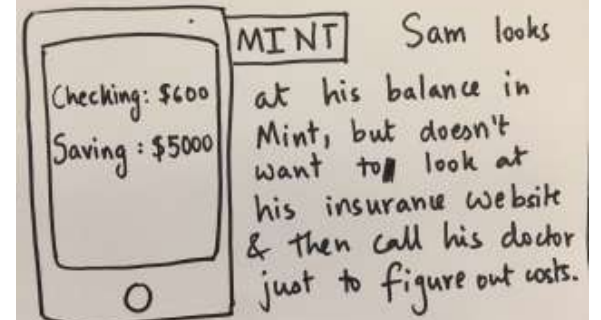 Checking: $600
Saving : $5000
MINT
Sam looks
at his balance in
Mint, but doesn't
want to look at
his insurance website
& then call his doctor
just to figure out costs.